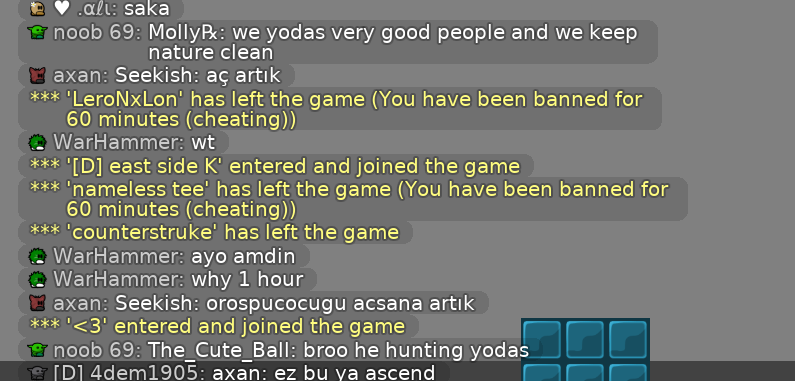 ♥ .αℓι: saka
noob 69: Molly℞: we yodas very good people and we keep
nature clean
axan: Seekish: aç artık
*** 'LeroNxLon' has left the game (You have been banned for
60 minutes (cheating))
WarHammer: wt
*** '[D] east side K' entered and joined the game
*** 'nameless tee' has left the game (You have been banned for
60 minutes (cheating))
*** 'counterstruke' has left the game
WarHammer: ayo amdin
WarHammer: why 1 hour
axan: Seekish: orospucocugu acsana artık
*** '<3' entered and joined the game
noob 69: The_Cute_Ball: broo he hunting yodas
[D] 4dem1905: axan: ez bu ya ascend